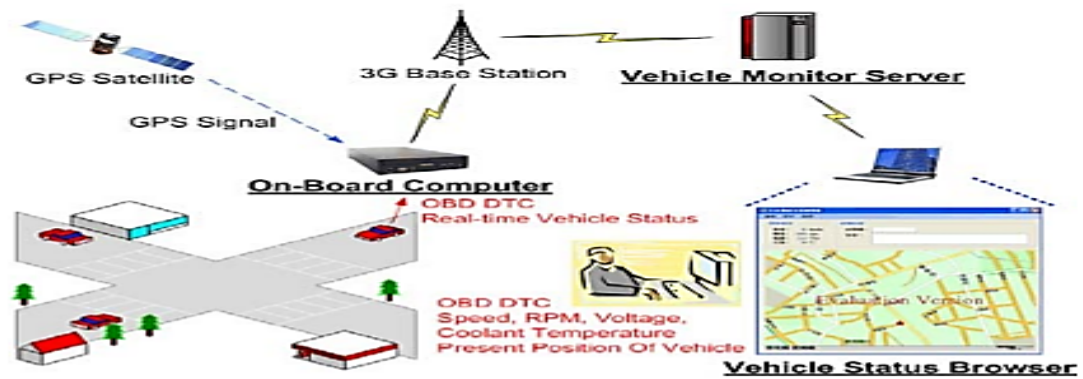 GPS Satellite
GPS Signal
3G Base Station
Vehicle Monitor Server
On-Board Computer
OBD DTC
Real-time Vehicle Status
OBD DTC
Speed, RPM, Voltage,
Coolant Temperature
Present Position Of Vehicle
Evaluation Version
Vehicle Status Browser